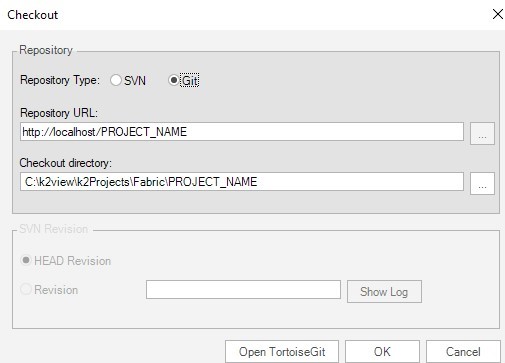 Checkout
Repository
Repository Type: SVN Git
Repository URL:
http://localhost/PROJECT_NAME
...
Checkout directory:
C:\k2view\k2Projects\Fabric\PROJECT_NAME
...
SVN Revision
HEAD Revision
Revision
Show Log
Open TortoiseGit OK Cancel